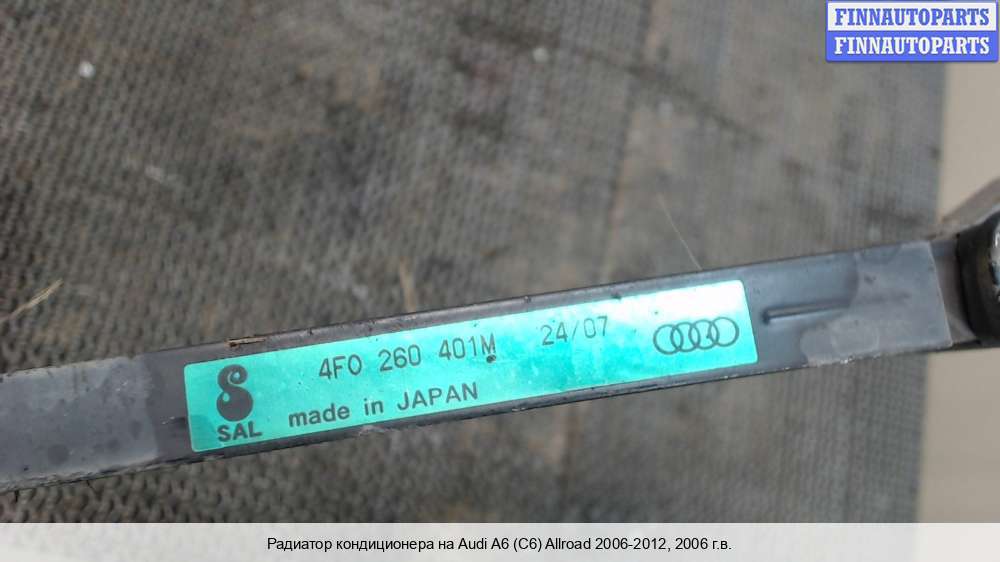 FINNAUTOPARTS
FINNAUTOPARTS
4F0 260 401M 24/07
SAL made in JAPAN
Радиатор кондиционера на Audi A6 (C6) Allroad 2006-2012, 2006 г.в.